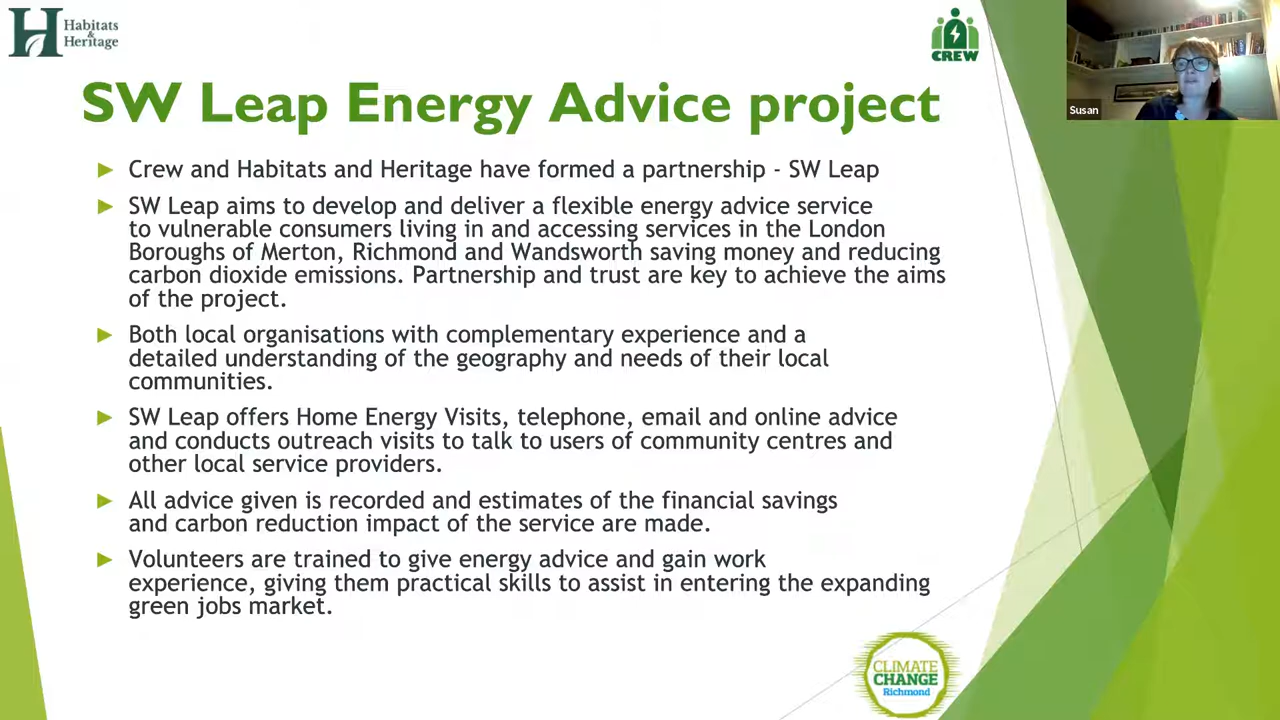 Habitats
&
Heritage
CREW
Susan
SW Leap Energy Advice project
Crew and Habitats and Heritage have formed a partnership - SW Leap
SW Leap aims to develop and deliver a flexible energy advice service
to vulnerable consumers living in and accessing services in the London
Boroughs of Merton, Richmond and Wandsworth saving money and reducing
carbon dioxide emissions. Partnership and trust are key to achieve the aims
of the project.
Both local organisations with complementary experience and a
detailed understanding of the geography and needs of their local
communities.
SW Leap offers Home Energy Visits, telephone, email and online advice
and conducts outreach visits to talk to users of community centres and
other local service providers.
All advice given is recorded and estimates of the financial savings
and carbon reduction impact of the service are made.
Volunteers are trained to give energy advice and gain work
experience, giving them practical skills to assist in entering the expanding
green jobs market.
CLIMATE
CHANGE
Richmond